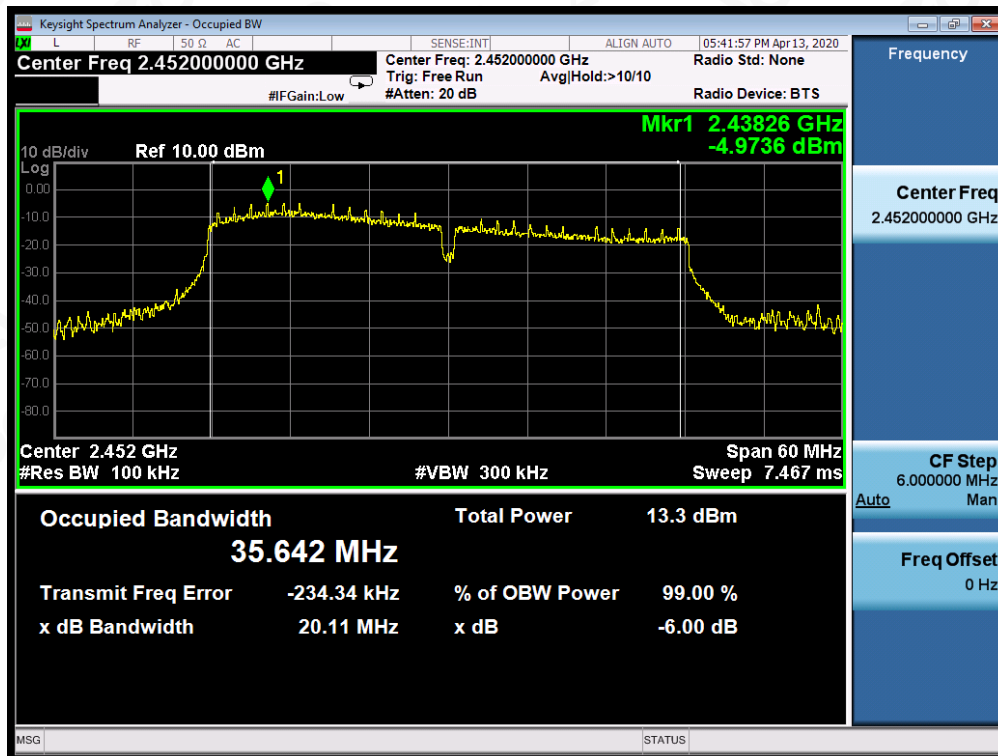 Keysight Spectrum Analyzer - Occupied BW
LXI L RF 50 Ω AC SENSE:INT ALIGN AUTO 05:41:57 PM Apr 13, 2020
Center Freq 2.452000000 GHz
Center Freq: 2.452000000 GHz
Radio Std: None
Trig: Free Run Avg|Hold:>10/10
#IFGain:Low
#Atten: 20 dB
Radio Device: BTS
Mkr1 2.43826 GHz
-4.9736 dBm
10 dB/div Ref 10.00 dBm
Log
1
0.00
-10.0
-20.0
-30.0
-40.0
-50.0
-60.0
-70.0
-80.0
Center 2.452 GHz Span 60 MHz
#Res BW 100 kHz #VBW 300 kHz Sweep 7.467 ms
Occupied Bandwidth Total Power 13.3 dBm
35.642 MHz
Transmit Freq Error -234.34 kHz % of OBW Power 99.00 %
x dB Bandwidth 20.11 MHz x dB -6.00 dB
MSG STATUS
Frequency
Center Freq
2.452000000 GHz
CF Step
6.000000 MHz
Auto Man
Freq Offset
0 Hz